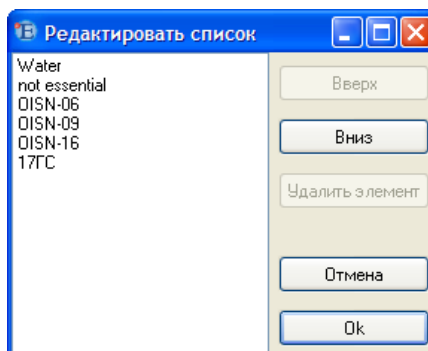 Редактировать список
Water
not essential
OISN-06
OISN-09
OISN-16
17ГС
Вверх
Вниз
Удалить элемент
Отмена
Ok